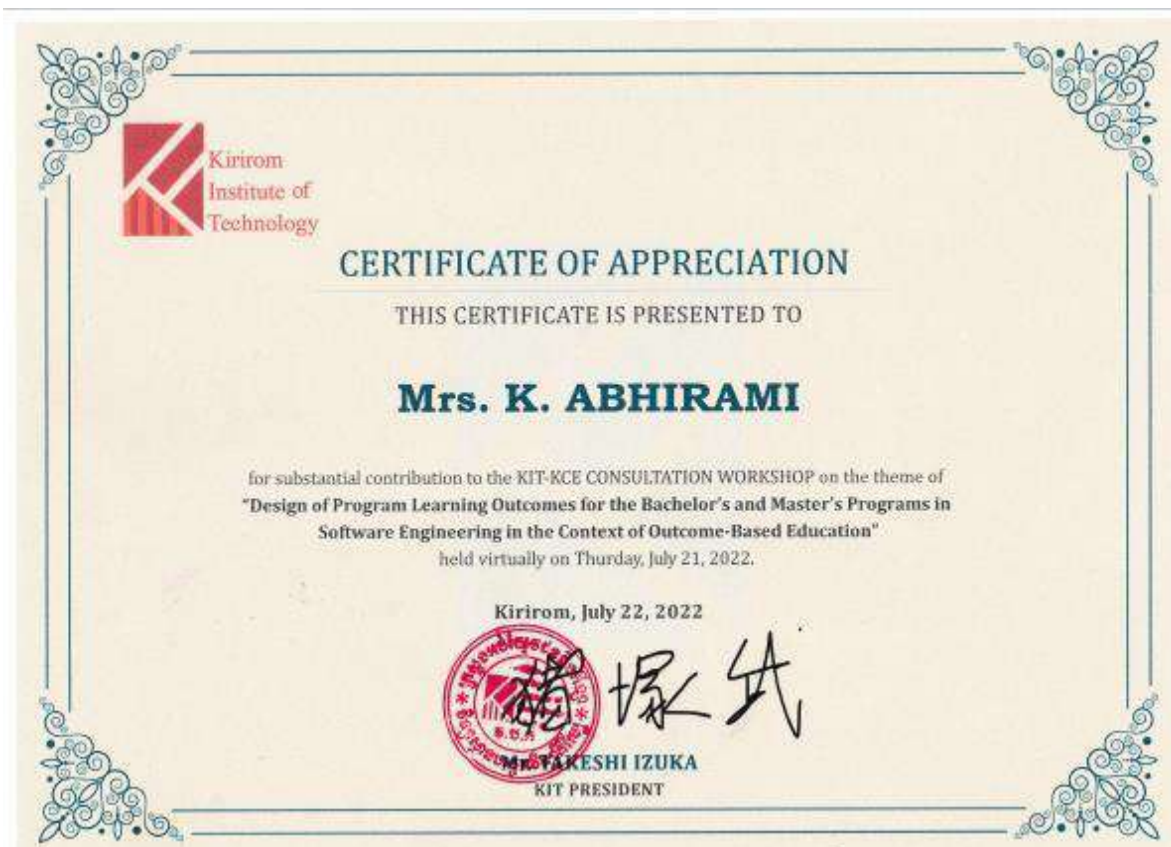 Kirirom
Institute of
Technology
CERTIFICATE OF APPRECIATION
THIS CERTIFICATE IS PRESENTED TO
Mrs. K. ABHIRAMI
for substantial contribution to the KIT-KCE CONSULTATION WORKSHOP on the theme of
"Design of Program Learning Outcomes for the Bachelor's and Master's Programs in
Software Engineering in the Context of Outcome-Based Education"
held virtually on Thurday, July 21, 2022.
Kirirom, July 22, 2022
塚 武
Mr. TAKESHI IZUKA
KIT PRESIDENT